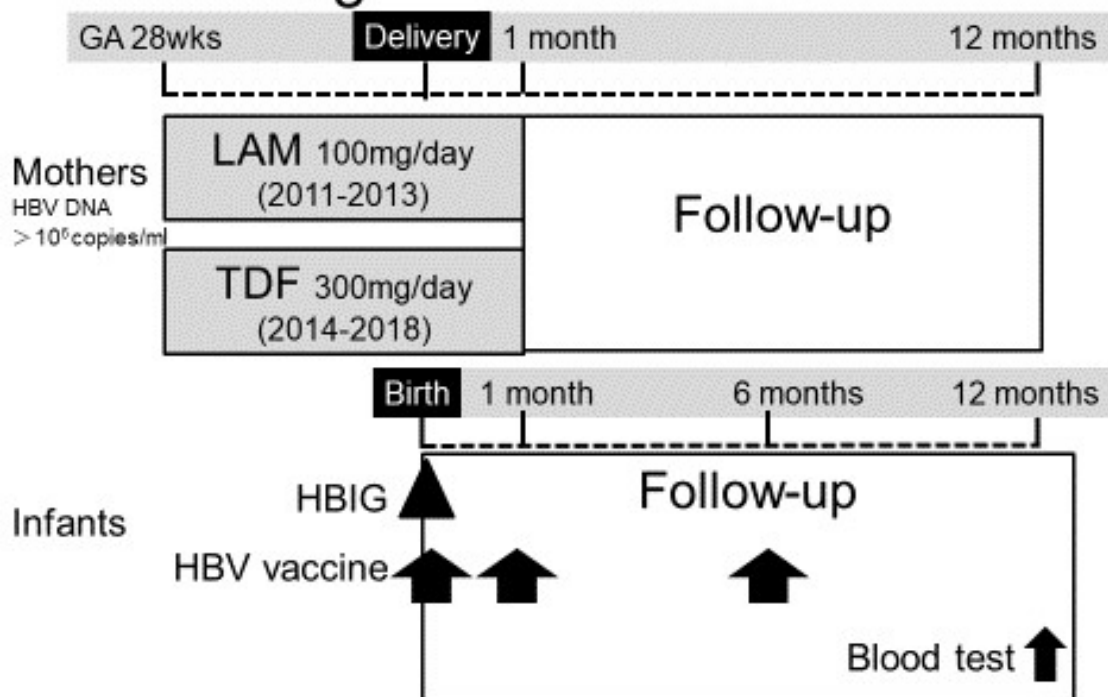 GA 28wks Delivery 1 month 12 months
LAM 100mg/day
(2011-2013)
Mothers
HBV DNA
>10⁶copies/ml
Follow-up
TDF 300mg/day
(2014-2018)
Birth 1 month 6 months 12 months
HBIG
Follow-up
Infants
HBV vaccine
Blood test